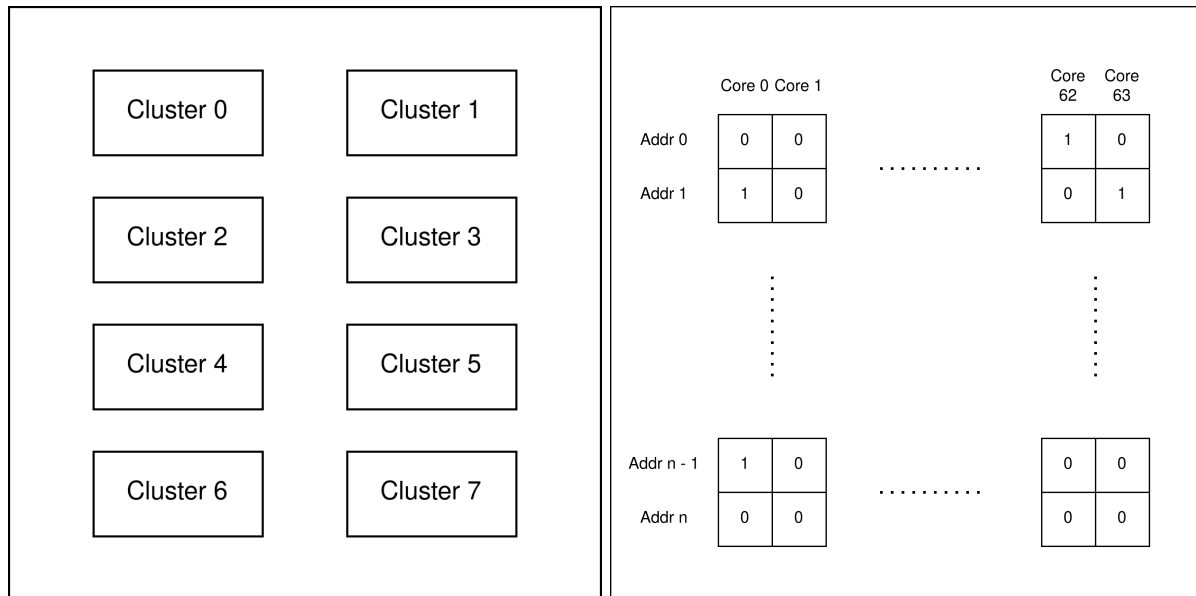 Cluster 0
Cluster 1
Cluster 2
Cluster 3
Cluster 4
Cluster 5
Cluster 6
Cluster 7
Core 0 Core 1
Core
62
Core
63
Addr 0
0 0
1 0
Addr 1
1 0
0 1
Addr n - 1
1 0
0 0
Addr n
0 0
0 0